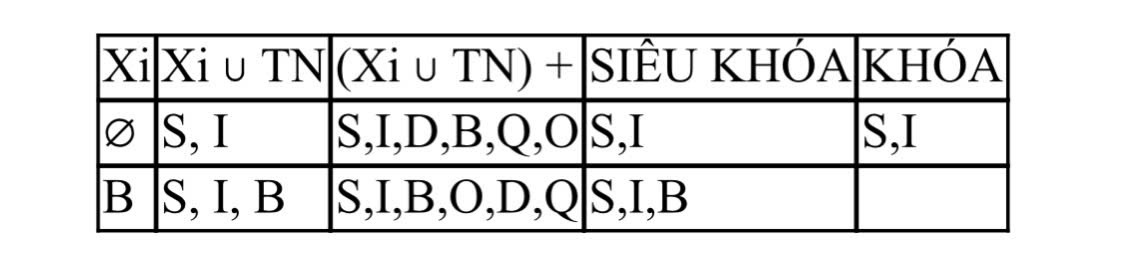 Xi Xi ∪ TN (Xi ∪ TN) + SIÊU KHÓA KHÓA
∅ S, I S,I,D,B,Q,O S,I S,I
B S, I, B S,I,B,O,D,Q S,I,B